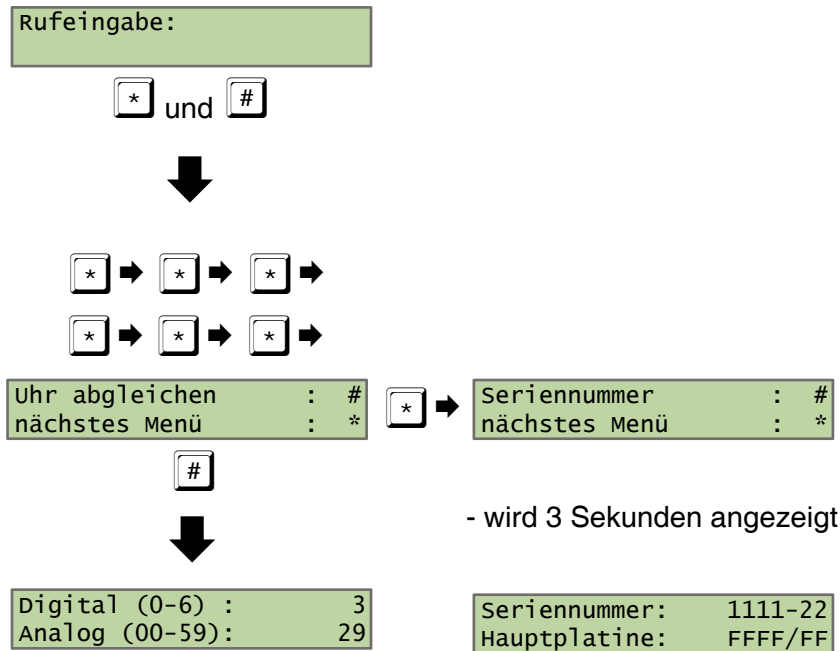 Rufeingabe:
* und #
* * *
* * *
Uhr abgleichen : #
nächstes Menü : *
*
Seriennummer : #
nächstes Menü : *
#
- wird 3 Sekunden angezeigt
Digital (0-6) : 3
Analog (00-59): 29
Seriennummer: 1111-22
Hauptplatine: FFFF/FF